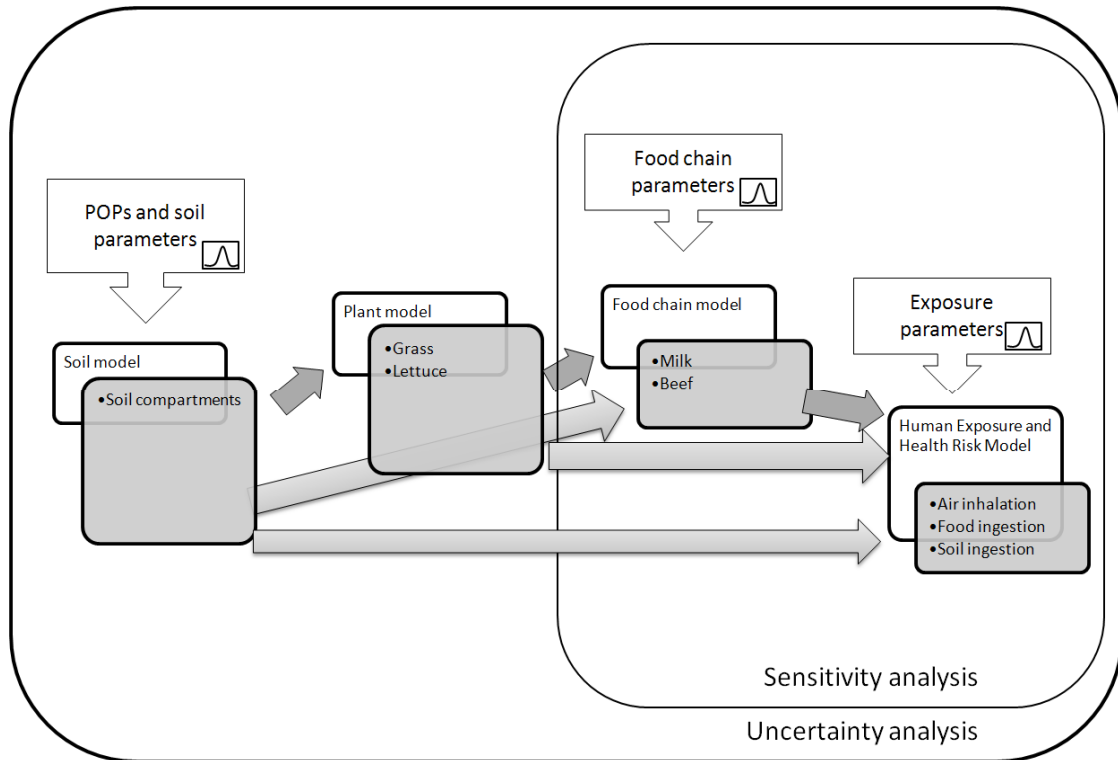 POPs and soil
parameters
Food chain
parameters
Exposure
parameters
Soil model
•Soil compartments
Plant model
•Grass
•Lettuce
Food chain model
•Milk
•Beef
Human Exposure and
Health Risk Model
•Air inhalation
•Food ingestion
•Soil ingestion
Sensitivity analysis
Uncertainty analysis